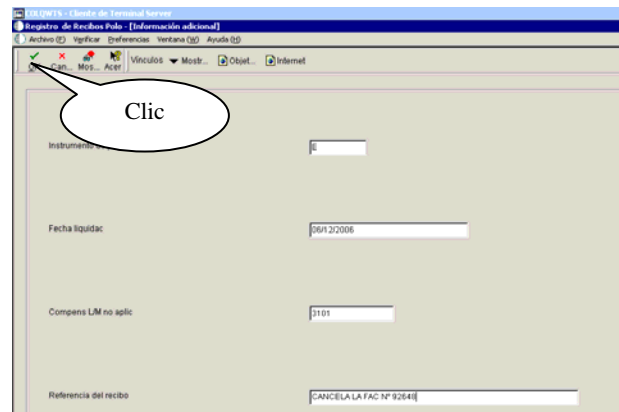 COLQWTS - Cliente de Terminal Server
Registro de Recibos Polo - [Información adicional]
Archivo (F) Verificar Preferencias Ventana (W) Ayuda (H)
Can... Mos... Acer Vínculos Mostr... Objet... Internet
Clic
Instrumento E
Fecha liquidac 06/12/2006
Compens L/M no aplic 3101
Referencia del recibo CANCELA LA FAC Nº 92648